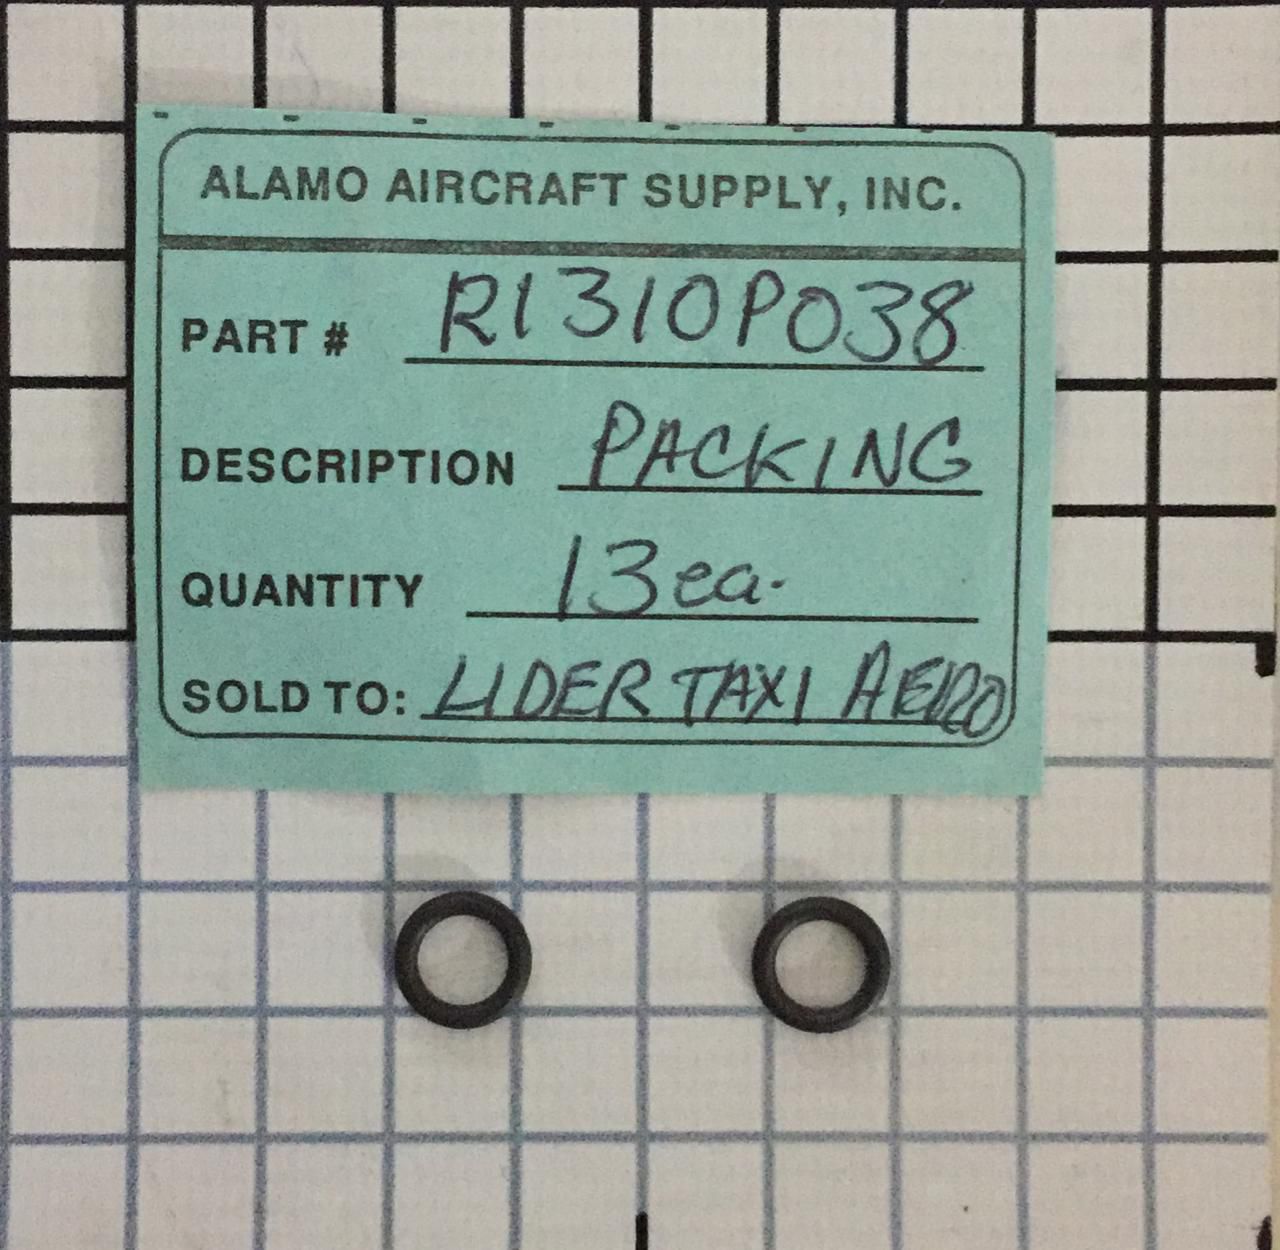 ALAMO AIRCRAFT SUPPLY, INC.
PART # R1310P038
DESCRIPTION PACKING
QUANTITY 13ea.
SOLD TO: LIDER TAXI AERO